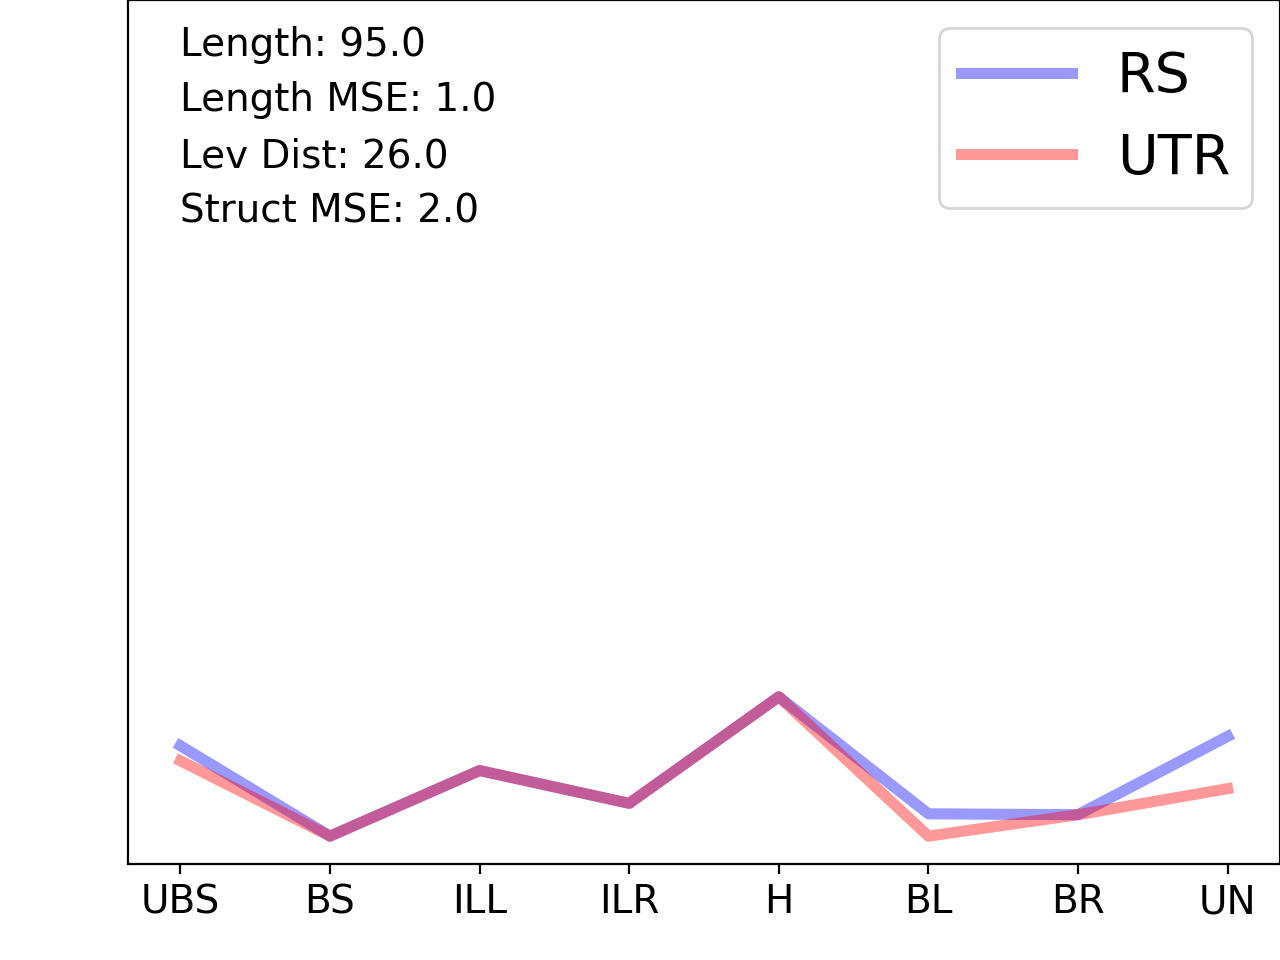 Length: 95.0
Length MSE: 1.0
Lev Dist: 26.0
Struct MSE: 2.0
RS
UTR
UBS BS ILL ILR H BL BR UN